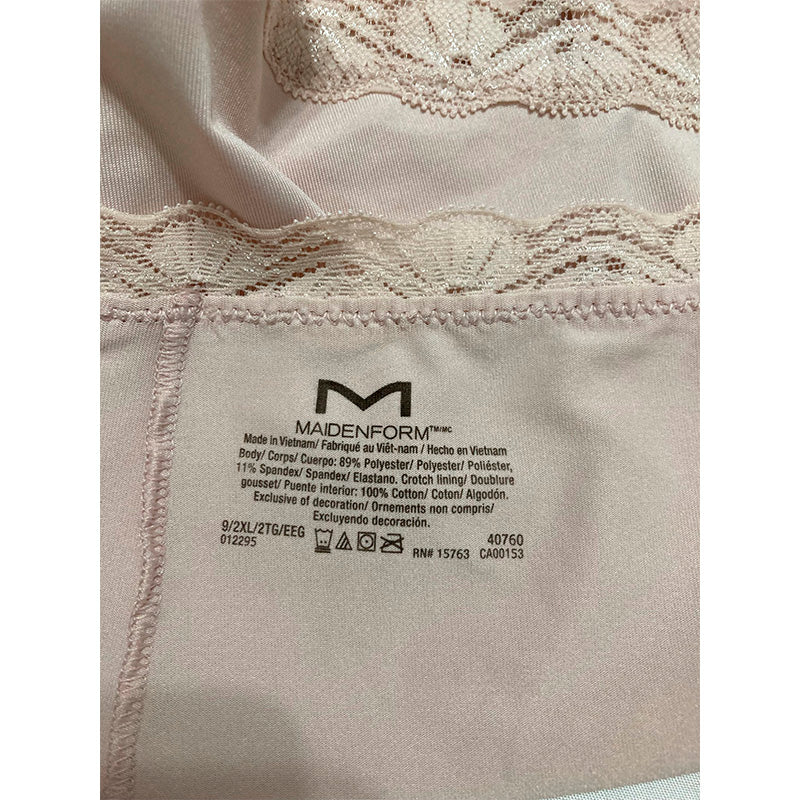 M
MAIDENFORM™/MC
Made in Vietnam/ Fabriqué au Viêt-nam / Hecho en Vietnam
Body/ Corps/ Cuerpo: 89% Polyester/ Polyester/ Poliéster,
11% Spandex/ Spandex/ Elastano. Crotch lining/ Doublure
gousset/ Puente interior: 100% Cotton/ Coton/ Algodón.
Exclusive of decoration/ Ornements non compris/
Excluyendo decoración.
9/2XL/2TG/EEG 40760
012295 RN# 15763 CA00153